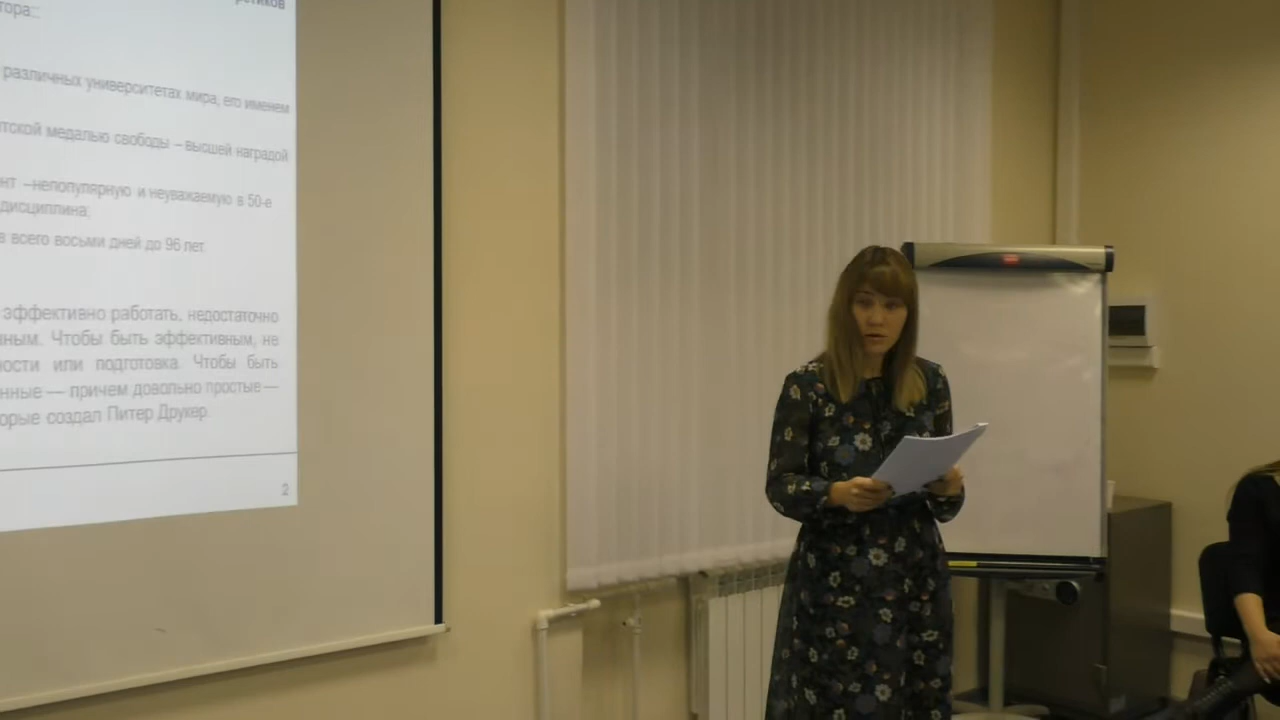 ретиков
тора::
различных университетах мира, его именем
тской медалью свободы – высшей наградой
нт –непопулярную и неуважаемую в 50-е
дисциплина;
в всего восьми дней до 96 лет.
эффективно работать, недостаточно
ным. Чтобы быть эффективным, не
ности или подготовка. Чтобы быть
нные — причем довольно простые —
орые создал Питер Друкер.
2